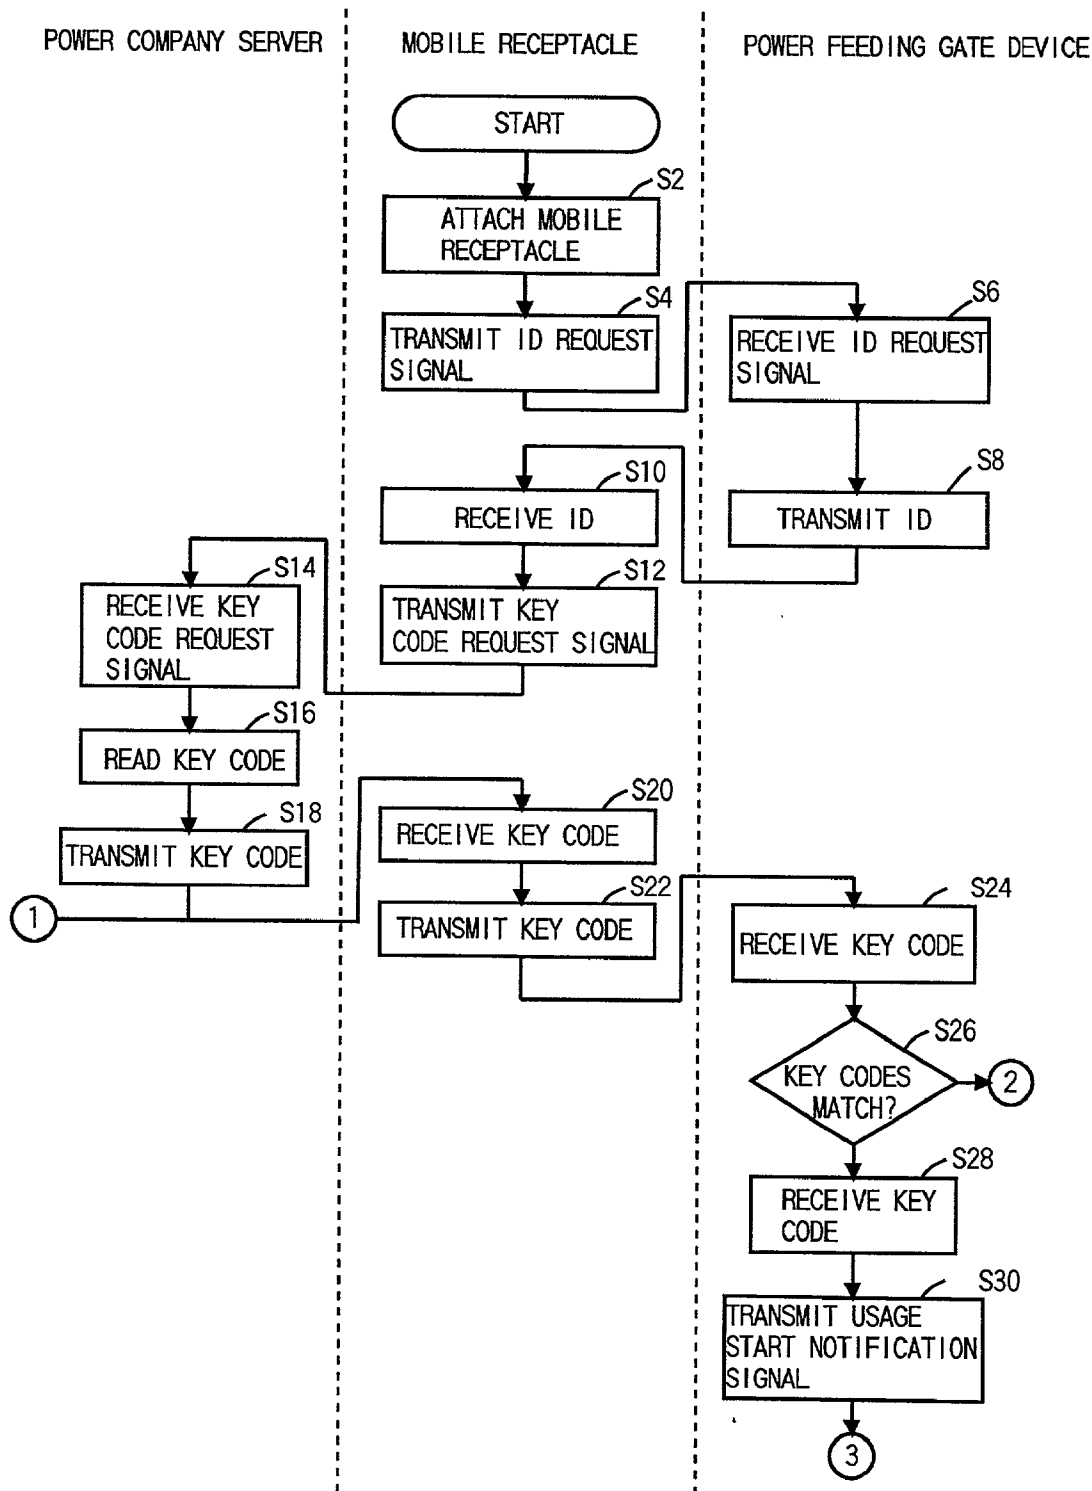 POWER COMPANY SERVER
MOBILE RECEPTACLE
POWER FEEDING GATE DEVICE
START
S2
ATTACH MOBILE
RECEPTACLE
S4
TRANSMIT ID REQUEST
SIGNAL
S6
RECEIVE ID REQUEST
SIGNAL
S8
TRANSMIT ID
S10
RECEIVE ID
S12
TRANSMIT KEY
CODE REQUEST SIGNAL
S14
RECEIVE KEY
CODE REQUEST
SIGNAL
S16
READ KEY CODE
S18
TRANSMIT KEY CODE
1
S20
RECEIVE KEY CODE
S22
TRANSMIT KEY CODE
S24
RECEIVE KEY CODE
S26
KEY CODES
MATCH?
2
S28
RECEIVE KEY
CODE
S30
TRANSMIT USAGE
START NOTIFICATION
SIGNAL
3